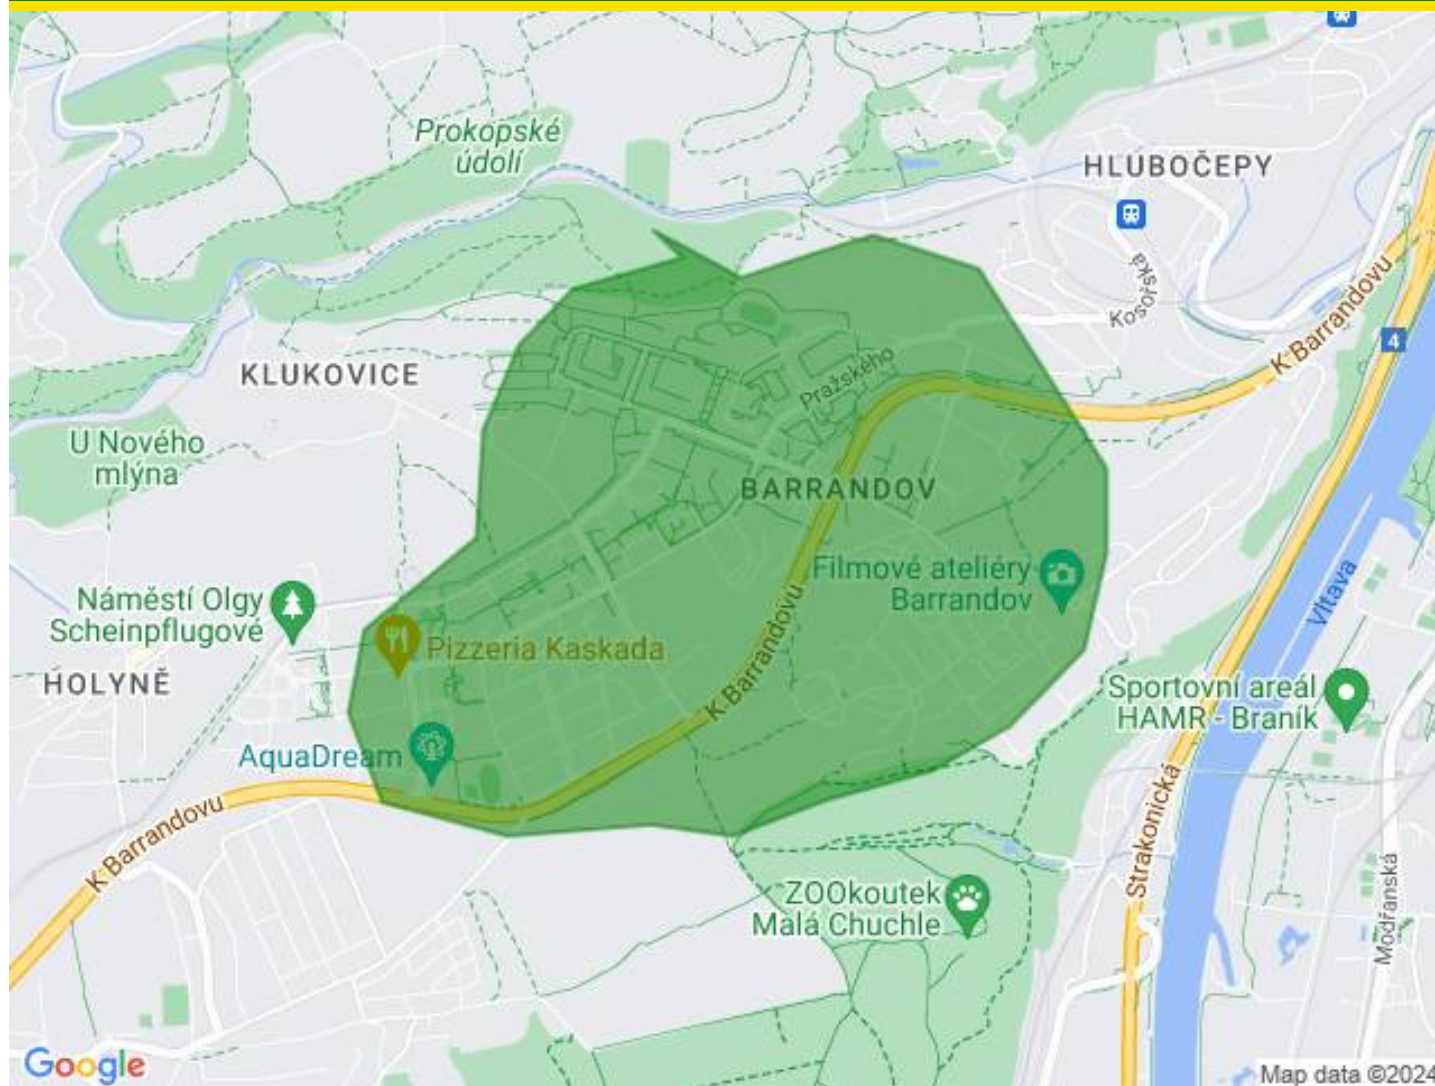 Prokopské
údolí
HLUBOČEPY
Kosořská
K Barrandovu
4
Pražského
KLUKOVICE
U Nového
mlýna
BARRANDOV
Filmové ateliéry
Barrandov
Vltava
Náměstí Olgy
Scheinpflugové
Pizzeria Kaskada
K Barrandovu
HOLYNĚ
Sportovní areál
HAMR - Braník
AquaDream
K Barrandovu
Strakonická
ZOOkoutek
Malá Chuchle
Modřanská
Google
Map data ©2024